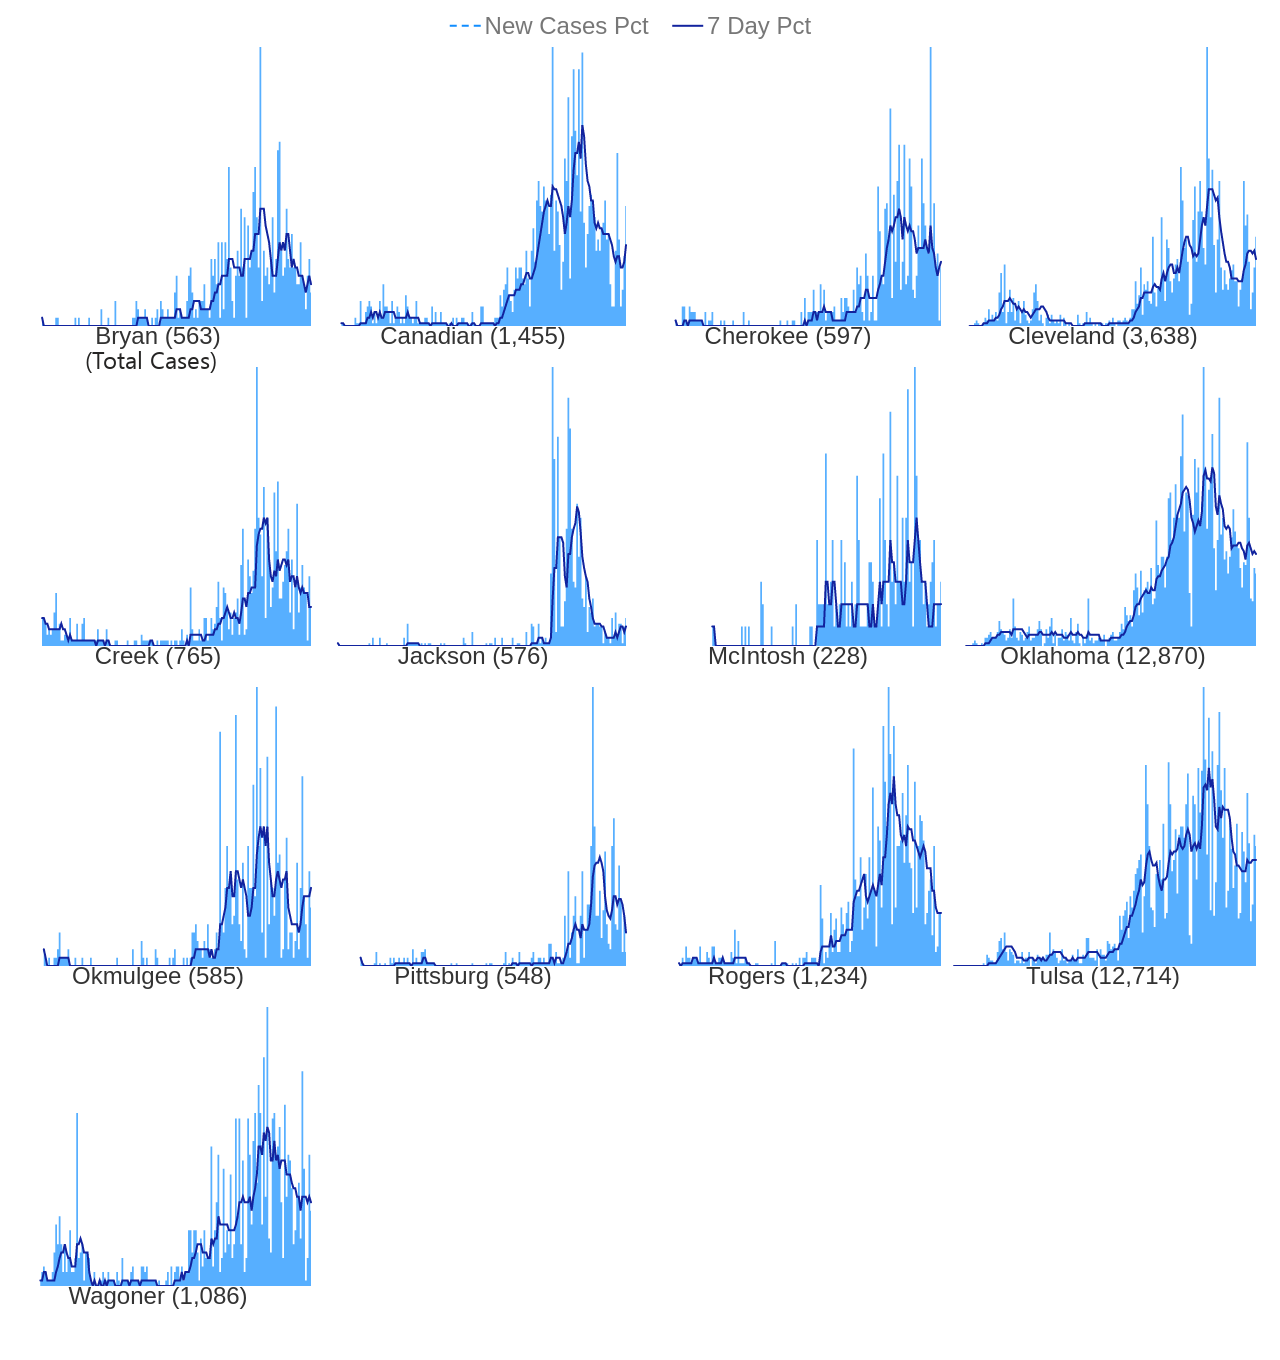 New Cases Pct 7 Day Pct
Bryan (563) Canadian (1,455) Cherokee (597) Cleveland (3,638)
(Total Cases)
Creek (765) Jackson (576) McIntosh (228) Oklahoma (12,870)
Okmulgee (585) Pittsburg (548) Rogers (1,234) Tulsa (12,714)
Wagoner (1,086)